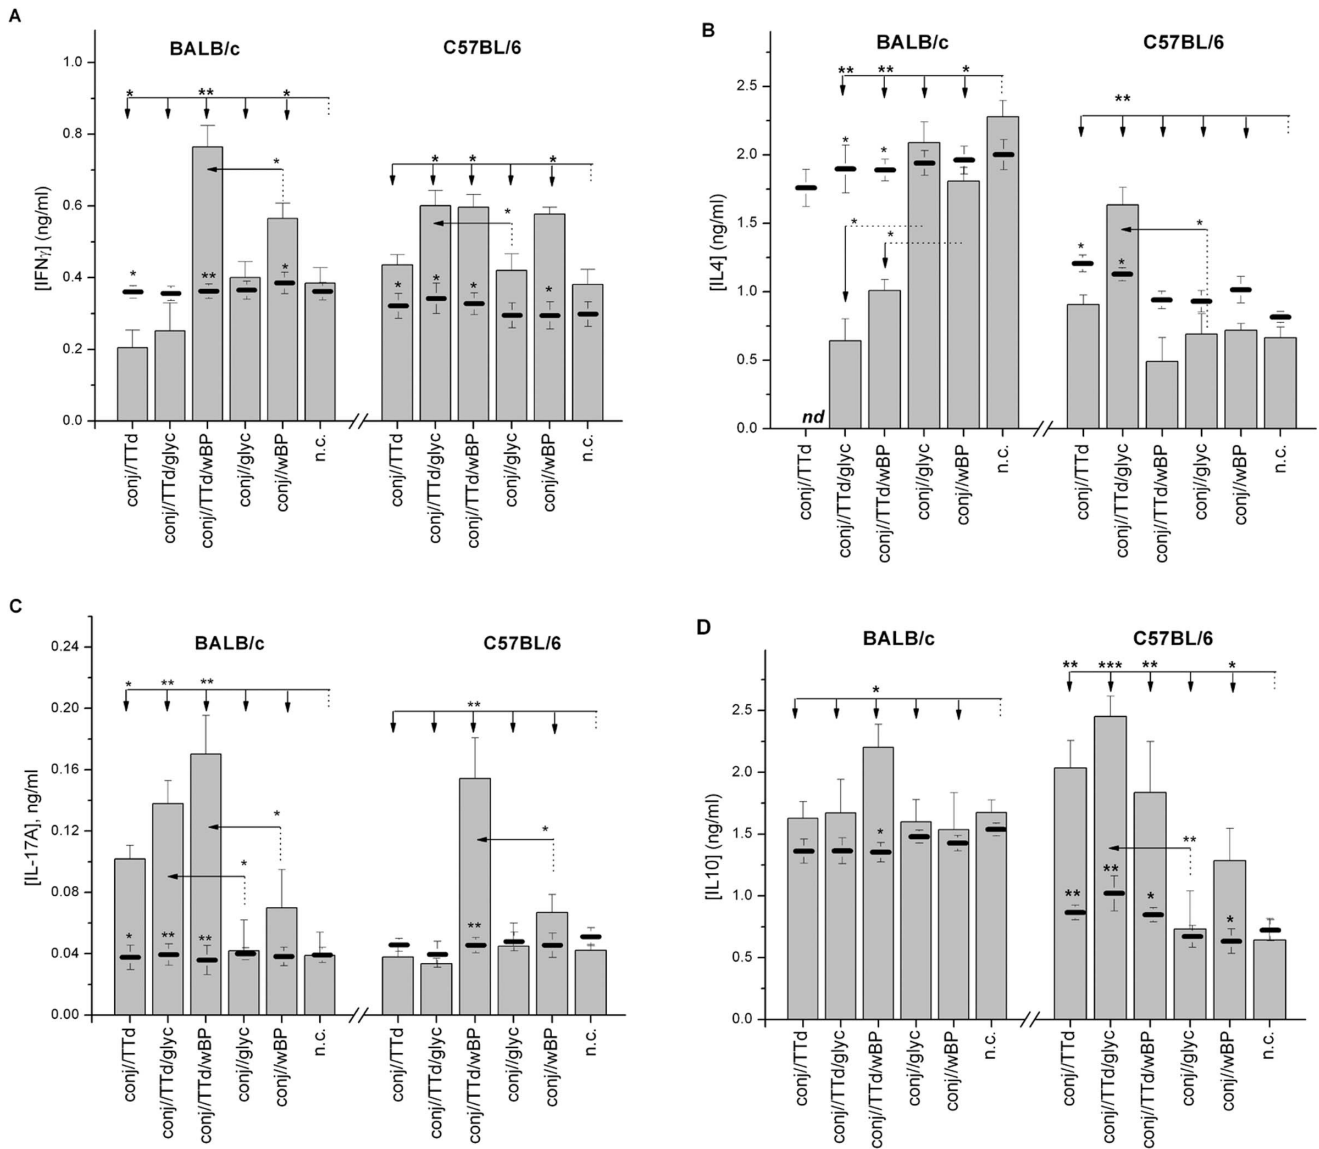 A
BALB/c
C57BL/6
[IFNγ] (ng/ml)
1.0
0.8
0.6
0.4
0.2
0.0
* ** *
* * *
*
*
* ** *
* * * *
conj//TTd
conj//TTd/glyc
conj//TTd/wBP
conj//glyc
conj//wBP
n.c.
conj//TTd
conj//TTd/glyc
conj//TTd/wBP
conj//glyc
conj//wBP
n.c.
B
BALB/c
C57BL/6
[IL4] (ng/ml)
2.5
2.0
1.5
1.0
0.5
0.0
** ** *
**
* *
* *
*
* *
nd
conj//TTd
conj//TTd/glyc
conj//TTd/wBP
conj//glyc
conj//wBP
n.c.
conj//TTd
conj//TTd/glyc
conj//TTd/wBP
conj//glyc
conj//wBP
n.c.
C
BALB/c
C57BL/6
[IL-17A], ng/ml
0.24
0.20
0.16
0.12
0.08
0.04
0.00
* ** **
**
*
*
*
* ** **
**
conj//TTd
conj//TTd/glyc
conj//TTd/wBP
conj//glyc
conj//wBP
n.c.
conj//TTd
conj//TTd/glyc
conj//TTd/wBP
conj//glyc
conj//wBP
n.c.
D
BALB/c
C57BL/6
[IL10] (ng/ml)
2.5
2.0
1.5
1.0
0.5
0.0
*
** *** ** *
*
**
** ** * *
conj//TTd
conj//TTd/glyc
conj//TTd/wBP
conj//glyc
conj//wBP
n.c.
conj//TTd
conj//TTd/glyc
conj//TTd/wBP
conj//glyc
conj//wBP
n.c.